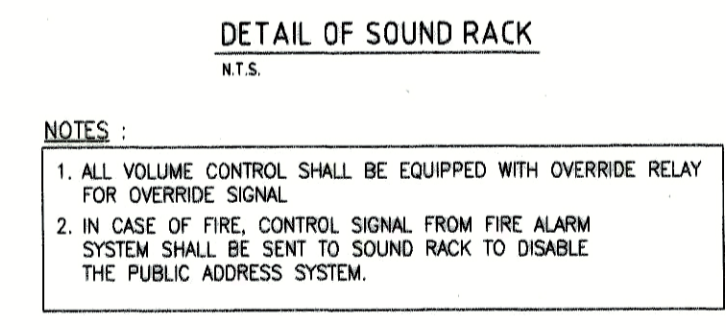 DETAIL OF SOUND RACK
N.T.S.
NOTES :
1. ALL VOLUME CONTROL SHALL BE EQUIPPED WITH OVERRIDE RELAY
FOR OVERRIDE SIGNAL
2. IN CASE OF FIRE, CONTROL SIGNAL FROM FIRE ALARM
SYSTEM SHALL BE SENT TO SOUND RACK TO DISABLE
THE PUBLIC ADDRESS SYSTEM.